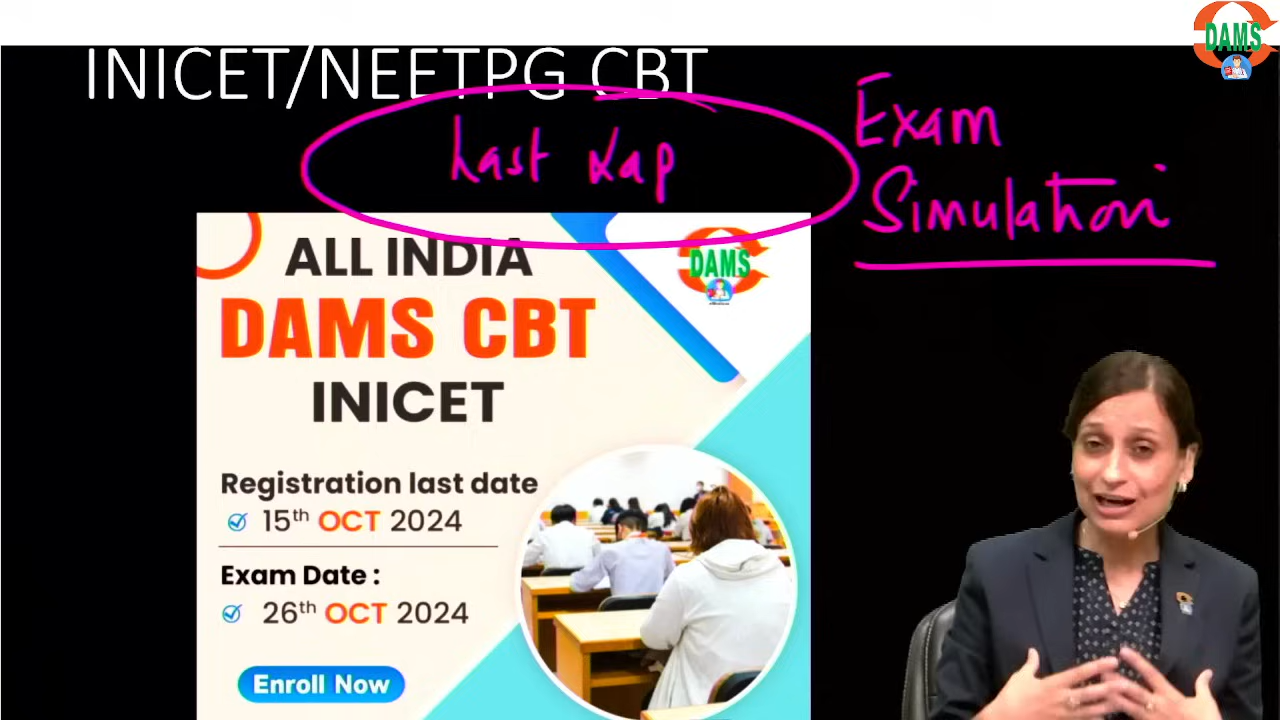 DAMS
INICET/NEETPG CBT
Last Lap
Exam
Simulation
ALL INDIA
DAMS CBT
INICET
DAMS
Registration last date
15th OCT 2024
Exam Date :
26th OCT 2024
Enroll Now